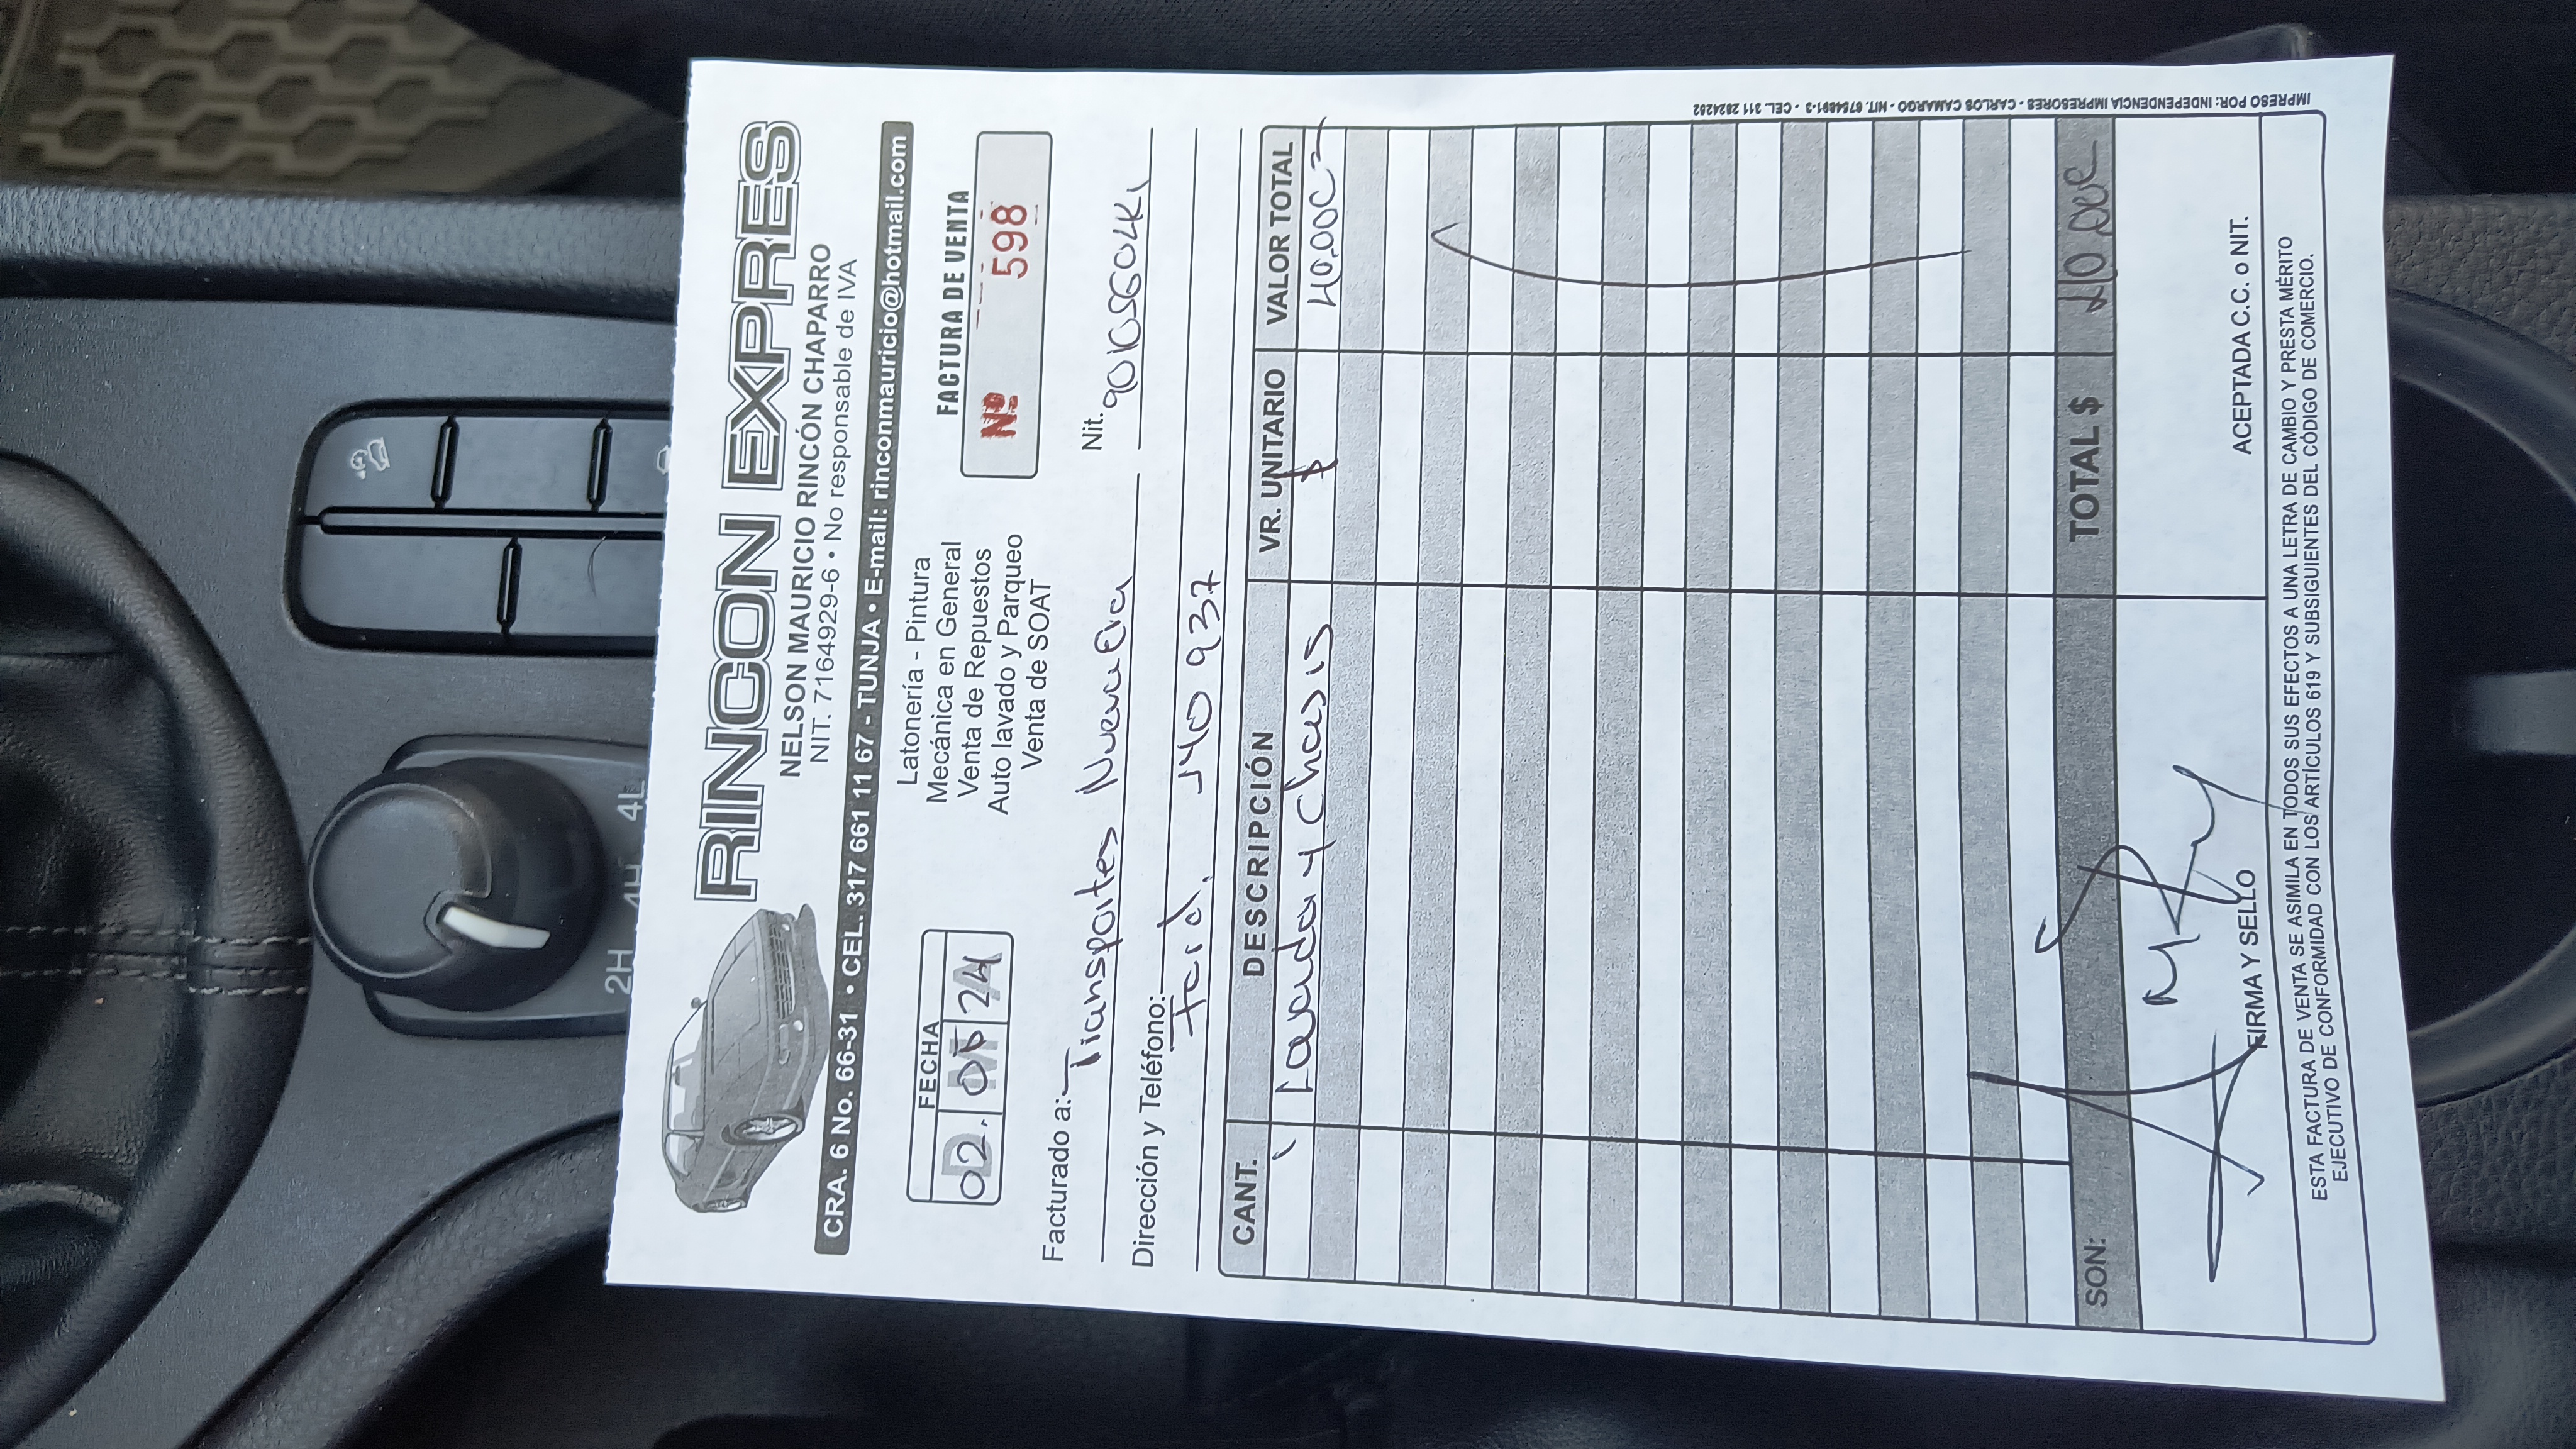 RINCON EXPRES
NELSON MAURICIO RINCÓN CHAPARRO
NIT. 7164929-6 • No responsable de IVA
CRA. 6 No. 66-31 • CEL. 317 661 11 67 - TUNJA • E-mail: rinconmauricio@hotmail.com
FECHA
02. 05 24
Latonería - Pintura
Mecánica en General
Venta de Repuestos
Auto lavado y Parqueo
Venta de SOAT
FACTURA DE VENTA
Nº 598
Facturado a: Transportes Nueva Era
Nit. 901056041
Dirección y Teléfono:
Ford. 940 937
CANT. DESCRIPCIÓN VR. UNITARIO VALOR TOTAL
1 Lavada y Chasis $ 40.000=
SON: TOTAL $ 40 000
FIRMA Y SELLO
ACEPTADA C.C. o NIT.
ESTA FACTURA DE VENTA SE ASIMILA EN TODOS SUS EFECTOS A UNA LETRA DE CAMBIO Y PRESTA MÉRITO
EJECUTIVO DE CONFORMIDAD CON LOS ARTÍCULOS 619 Y SUBSIGUIENTES DEL CÓDIGO DE COMERCIO.
IMPRESO POR: INDEPENDENCIA IMPRESORES - CARLOS CAMARGO - NIT. 6754891-3 - CEL. 311 2824262
2H 4H 4L